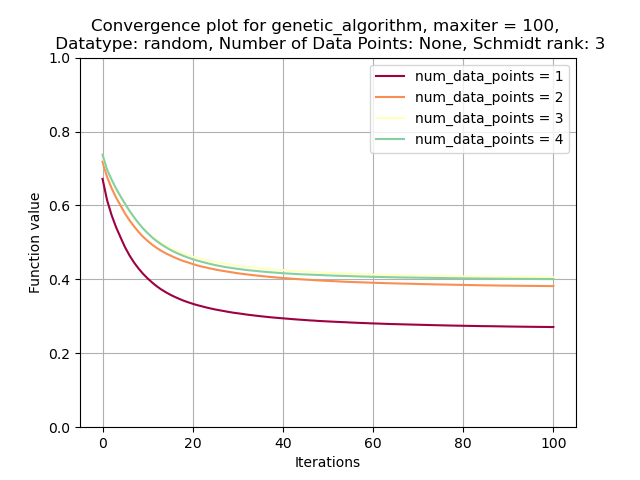 Convergence plot for genetic_algorithm, maxiter = 100,
Datatype: random, Number of Data Points: None, Schmidt rank: 3
1.0
0.8
0.6
0.4
0.2
0.0
Function value
num_data_points = 1
num_data_points = 2
num_data_points = 3
num_data_points = 4
0 20 40 60 80 100
Iterations